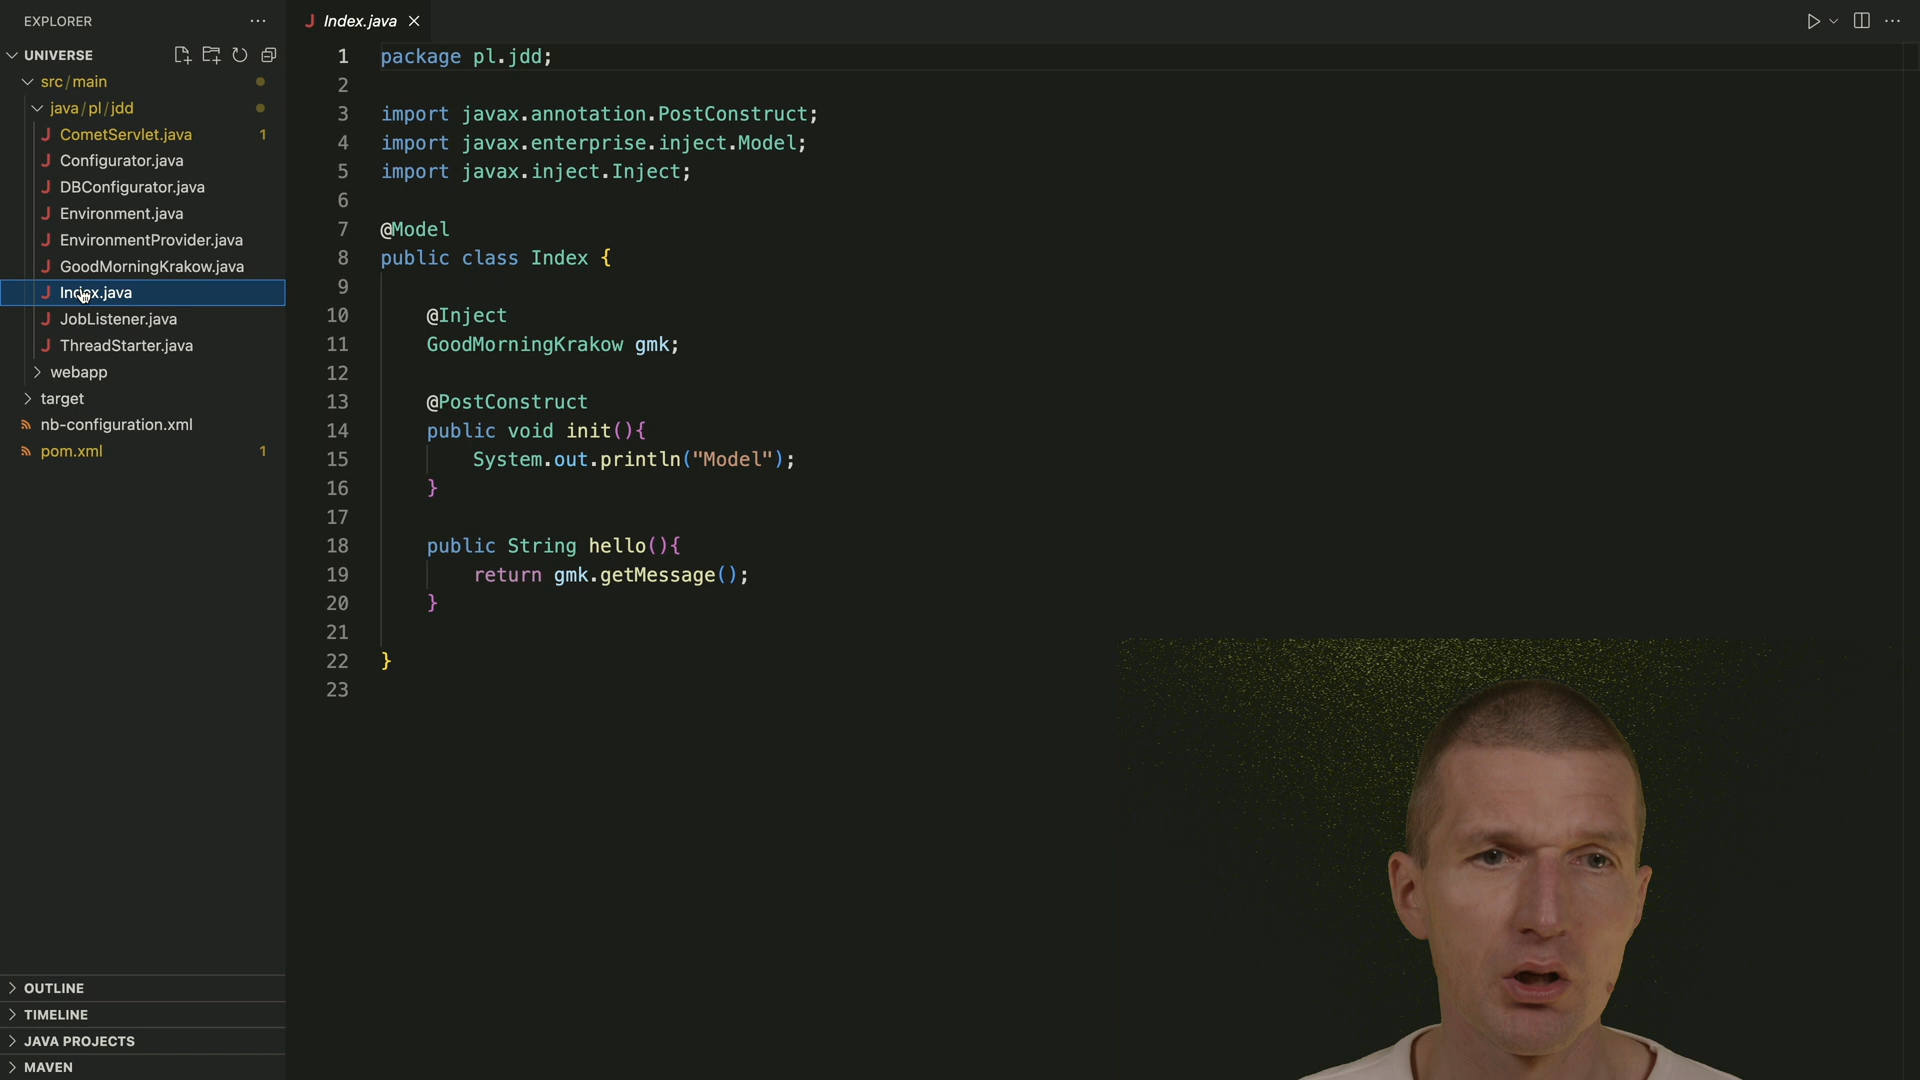 EXPLORER
UNIVERSE
src/main
java/pl/jdd
CometServlet.java 1
Configurator.java
DBConfigurator.java
Environment.java
EnvironmentProvider.java
GoodMorningKrakow.java
Index.java
JobListener.java
ThreadStarter.java
webapp
target
nb-configuration.xml
pom.xml 1
OUTLINE
TIMELINE
JAVA PROJECTS
MAVEN
J Index.java
1 package pl.jdd;
2
3 import javax.annotation.PostConstruct;
4 import javax.enterprise.inject.Model;
5 import javax.inject.Inject;
6
7 @Model
8 public class Index {
9
10 @Inject
11 GoodMorningKrakow gmk;
12
13 @PostConstruct
14 public void init(){
15 System.out.println("Model");
16 }
17
18 public String hello(){
19 return gmk.getMessage();
20 }
21
22 }
23